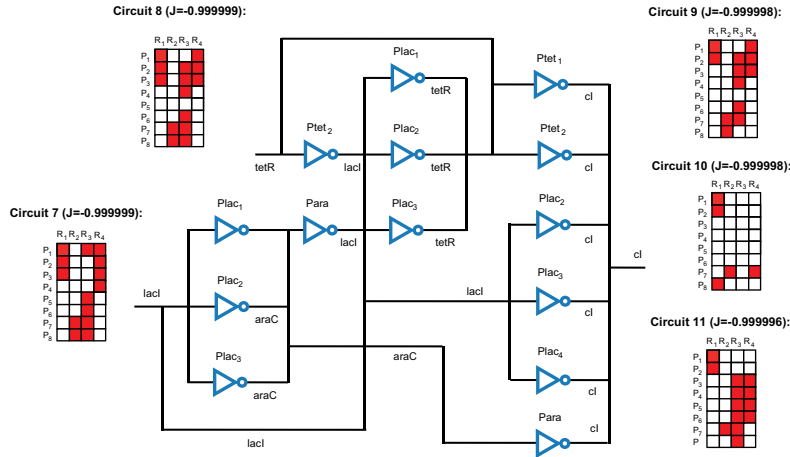 Circuit 8 (J=-0.999999):
R1 R2 R3 R4
P1
P2
P3
P4
P5
P6
P7
P8
Circuit 7 (J=-0.999999):
R1 R2 R3 R4
P1
P2
P3
P4
P5
P6
P7
P8
Plac1
tetR
Ptet1
cI
tetR
Ptet2
lacI
Plac2
tetR
Ptet2
cI
Plac1
Para
lacI
Plac3
tetR
Plac2
cI
lacI
Plac2
araC
lacI
Plac3
cI
cI
Plac3
araC
araC
Plac4
cI
lacI
Para
cI
Circuit 9 (J=-0.999998):
R1 R2 R3 R4
P1
P2
P3
P4
P5
P6
P7
P8
Circuit 10 (J=-0.999998):
R1 R2 R3 R4
P1
P2
P3
P4
P5
P6
P7
P8
Circuit 11 (J=-0.999996):
R1 R2 R3 R4
P1
P2
P3
P4
P5
P6
P7
P